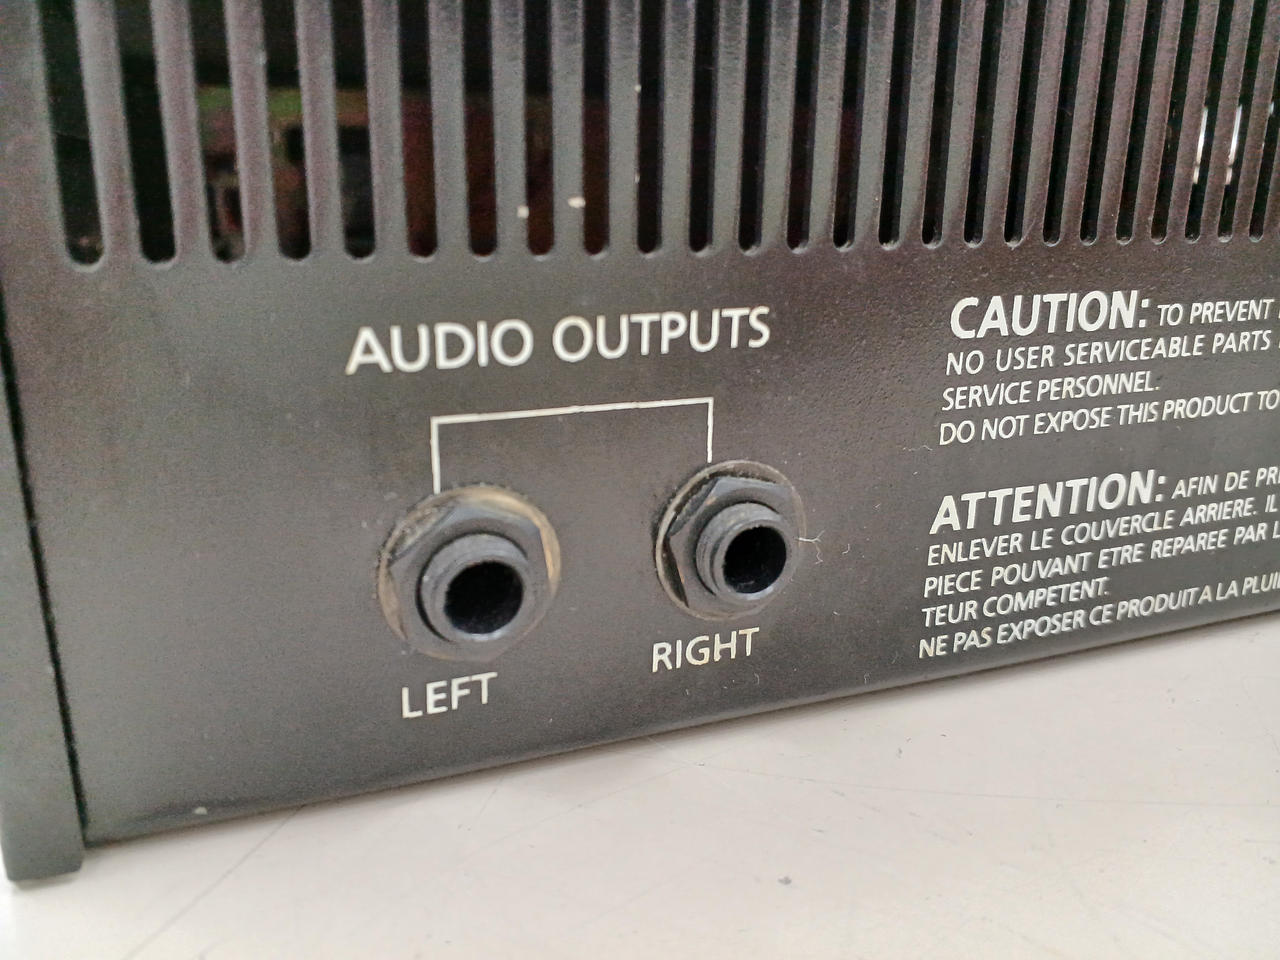 AUDIO OUTPUTS
LEFT
RIGHT
CAUTION: TO PREVENT
NO USER SERVICEABLE PARTS
SERVICE PERSONNEL.
DO NOT EXPOSE THIS PRODUCT TO
ATTENTION: AFIN DE
ENLEVER LE COUVERCLE ARRIERE. IL
PIECE POUVANT ETRE REPAREE PAR
TEUR COMPETENT.
NE PAS EXPOSER CE PRODUIT A LA